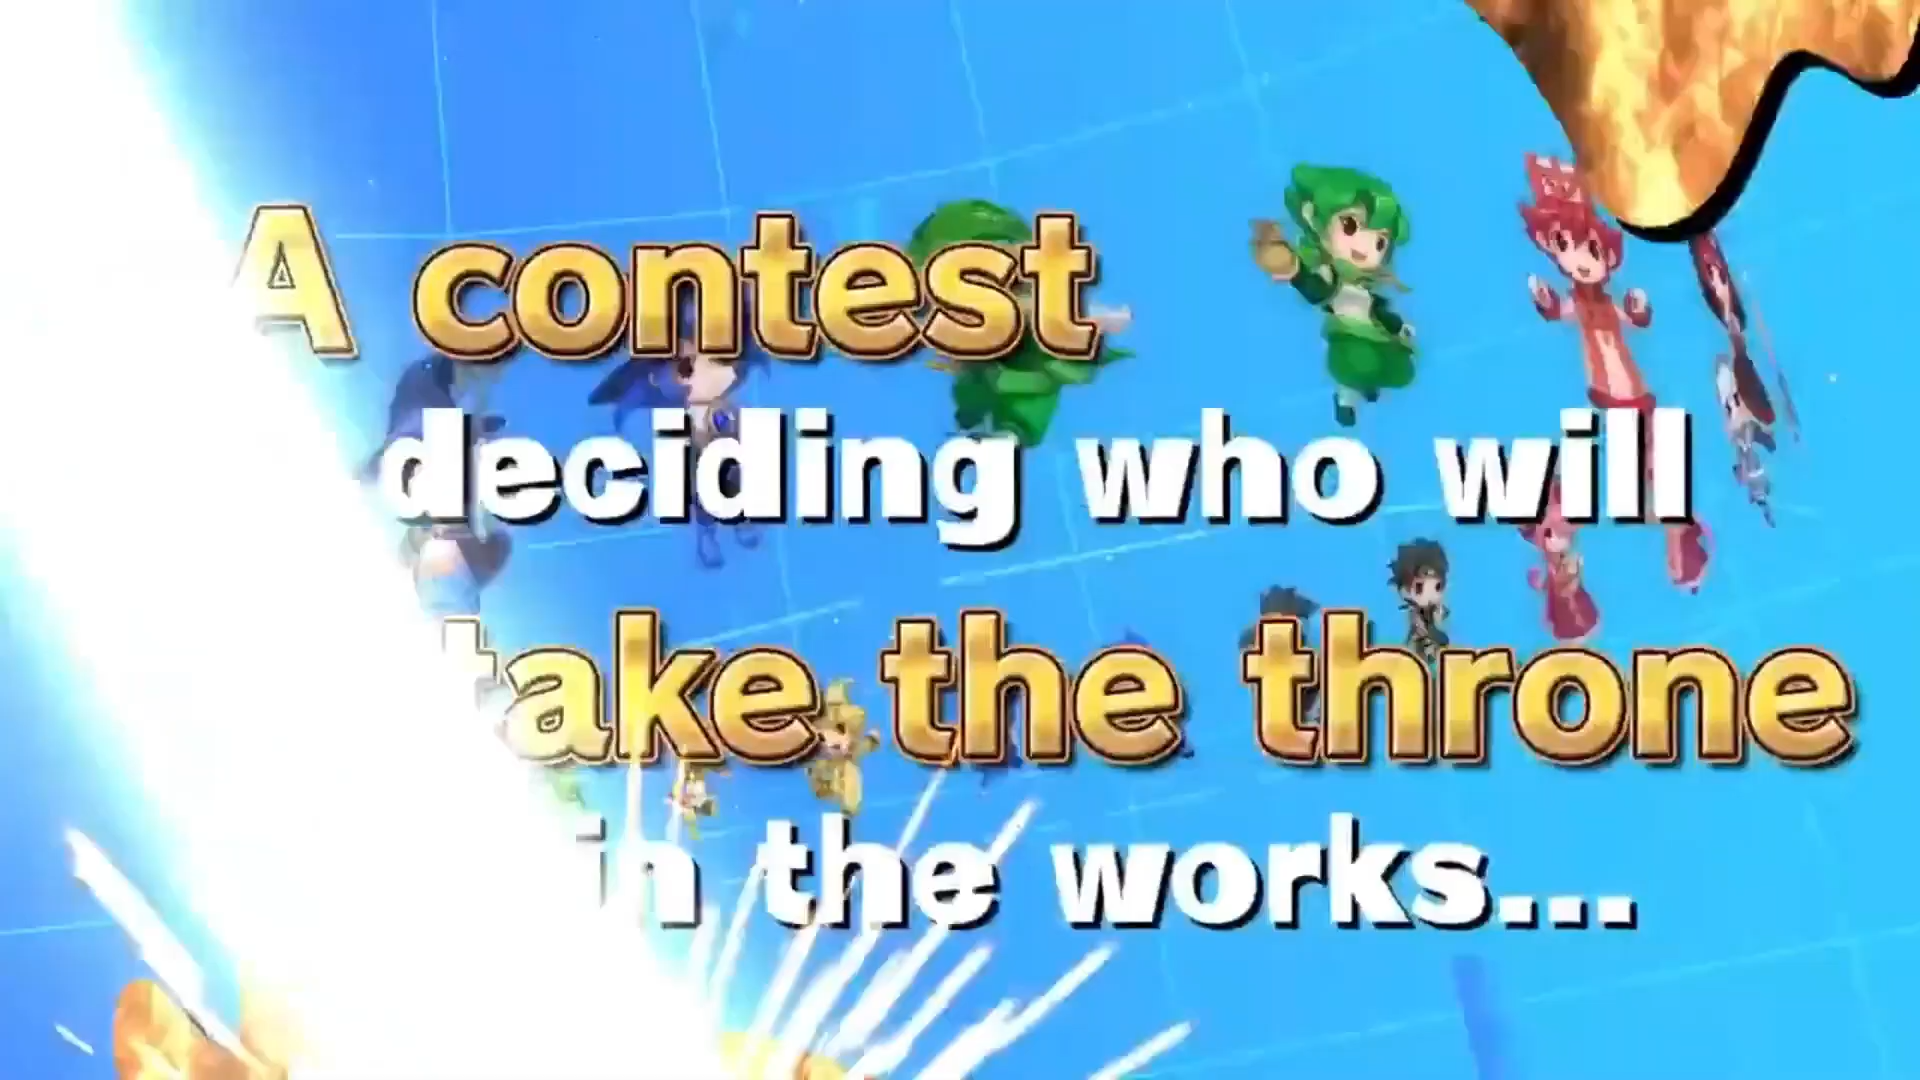 A contest
deciding who will
take the throne
in the works...